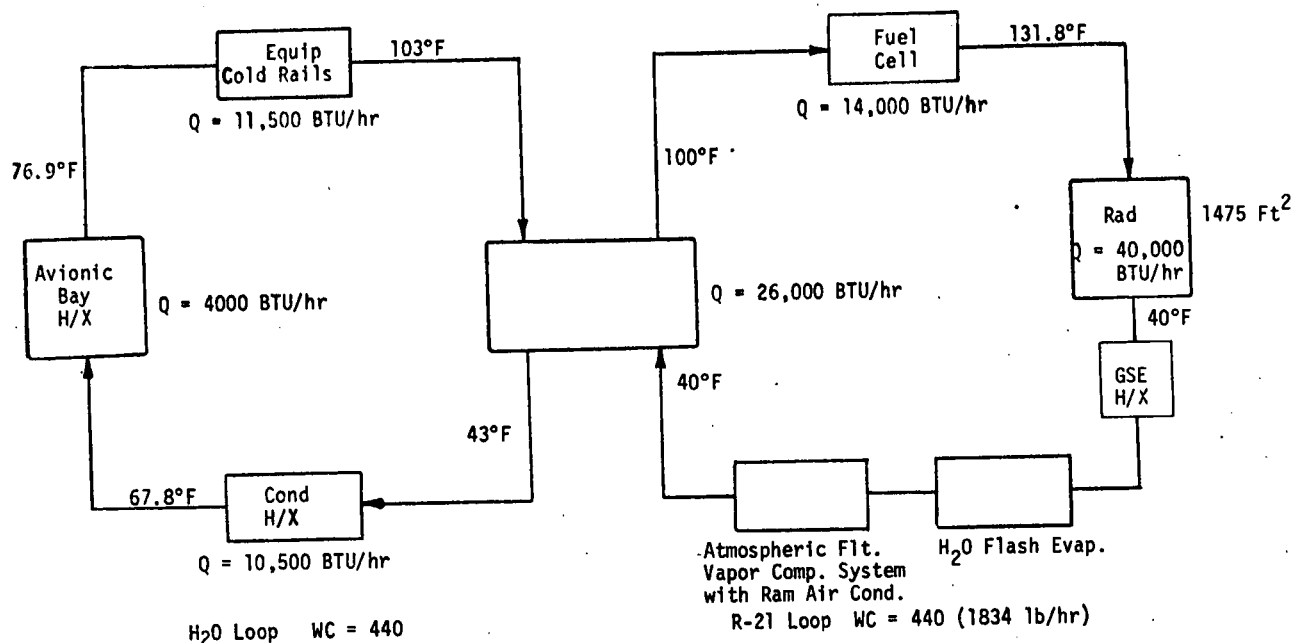 Equip
Cold Rails
103°F
Q = 11,500 BTU/hr
76.9°F
Avionic
Bay
H/X
Q = 4000 BTU/hr
67.8°F
Cond
H/X
Q = 10,500 BTU/hr
43°F
H2O Loop WC = 440
Fuel
Cell
131.8°F
Q = 14,000 BTU/hr
100°F
Rad
Q = 40,000
BTU/hr
1475 Ft2
Q = 26,000 BTU/hr
40°F
GSE
H/X
40°F
Atmospheric Flt.
Vapor Comp. System
with Ram Air Cond.
H2O Flash Evap.
R-21 Loop WC = 440 (1834 lb/hr)